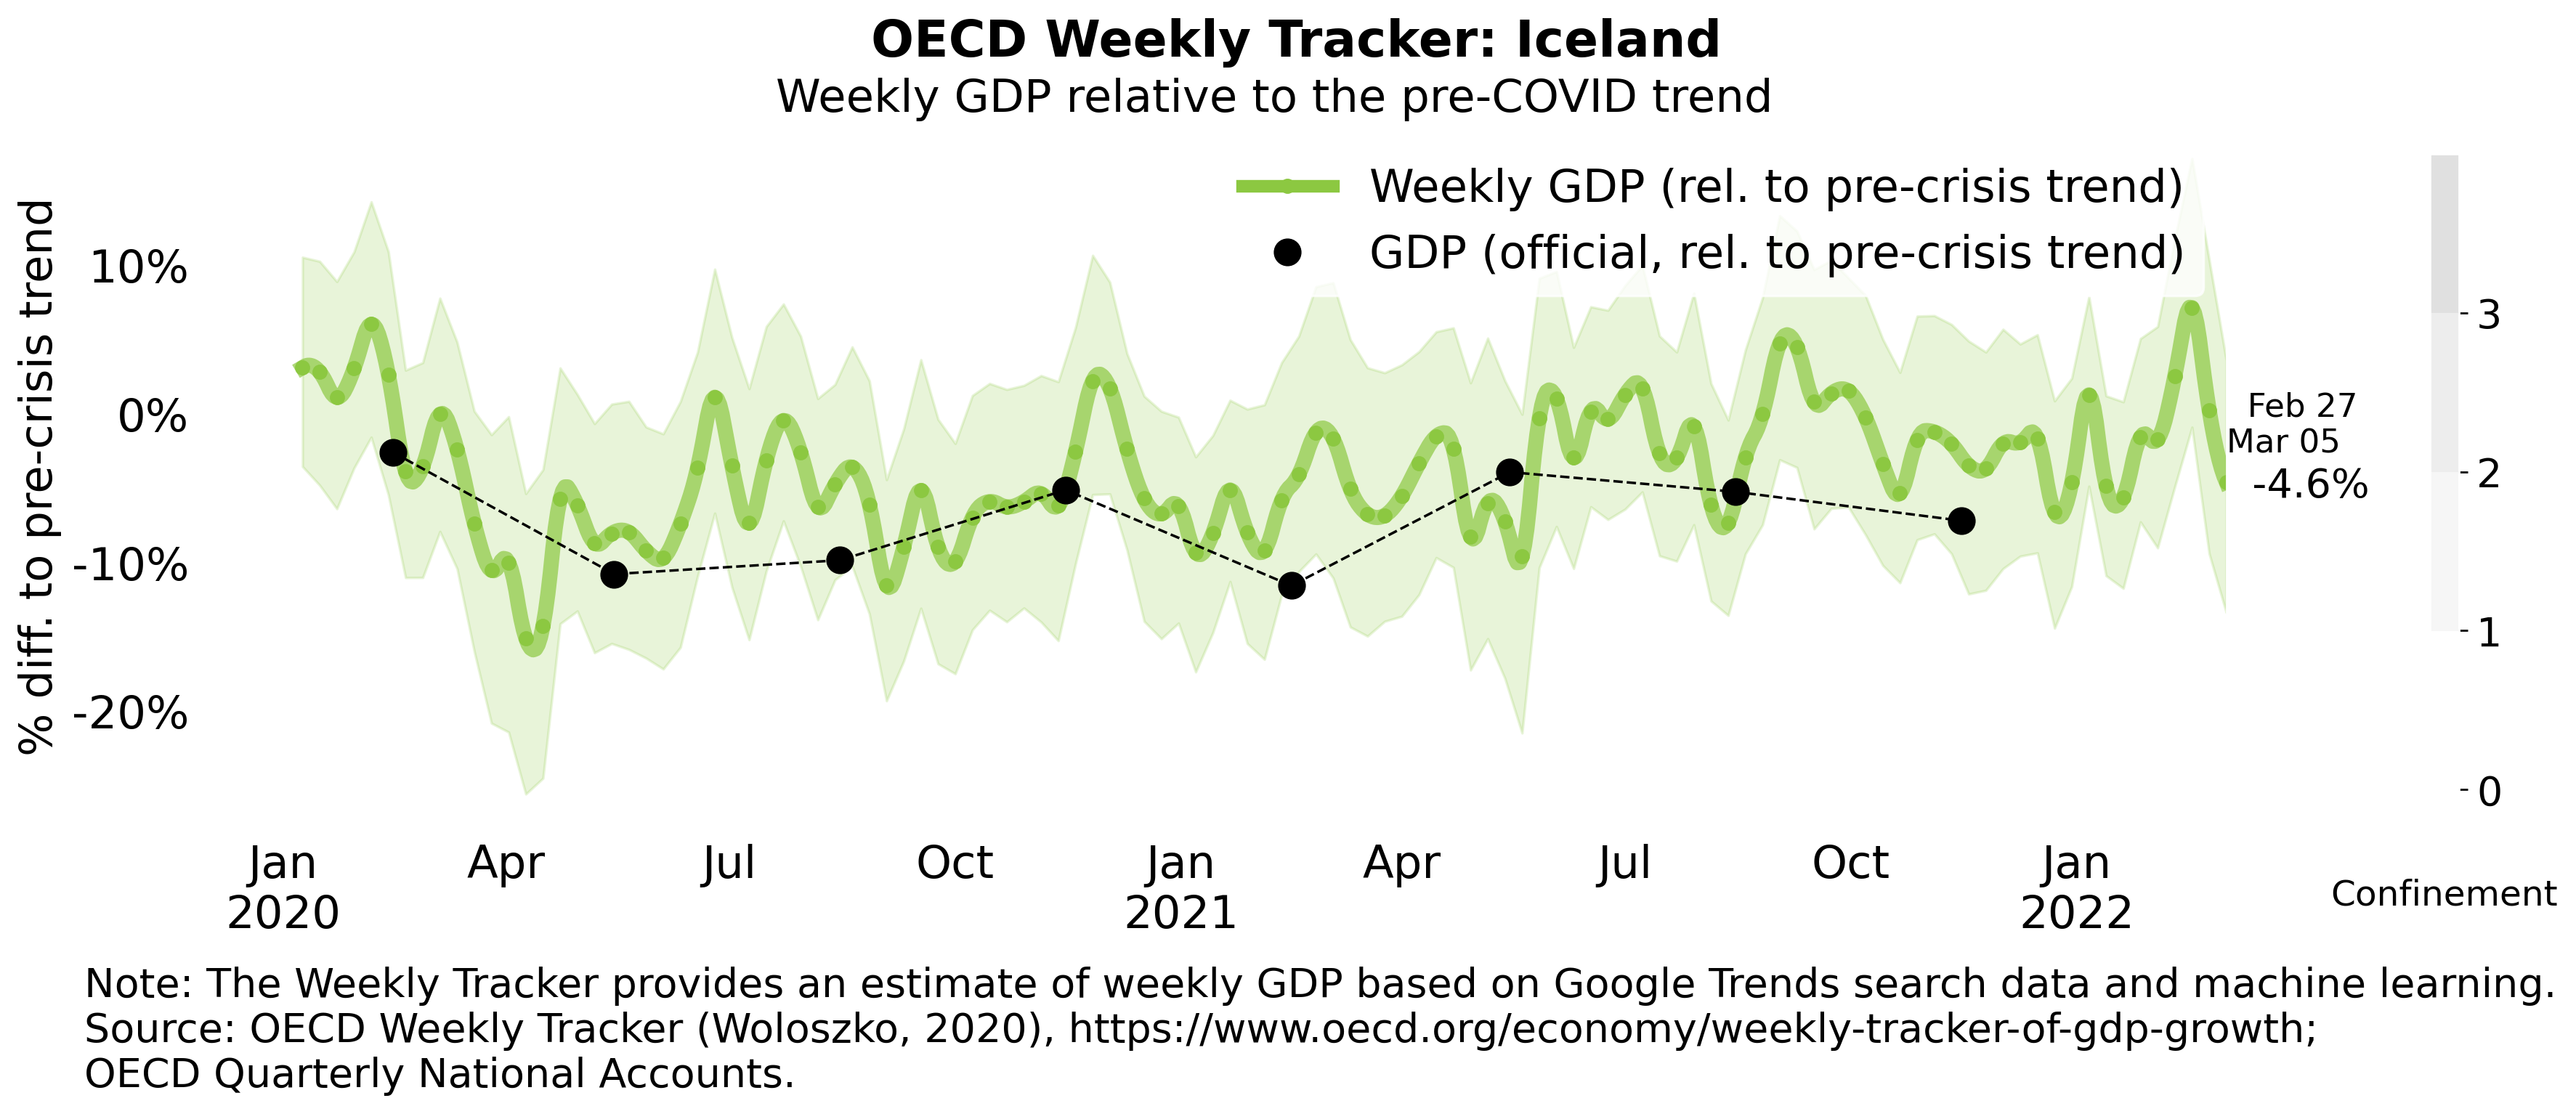 OECD Weekly Tracker: Iceland
Weekly GDP relative to the pre-COVID trend
Weekly GDP (rel. to pre-crisis trend)
GDP (official, rel. to pre-crisis trend)
% diff. to pre-crisis trend
10%
0%
-10%
-20%
Feb 27
Mar 05
-4.6%
3
2
1
0
Jan Apr Jul Oct Jan Apr Jul Oct Jan
2020 2021 2022
Confinement
Note: The Weekly Tracker provides an estimate of weekly GDP based on Google Trends search data and machine learning.
Source: OECD Weekly Tracker (Woloszko, 2020), https://www.oecd.org/economy/weekly-tracker-of-gdp-growth;
OECD Quarterly National Accounts.